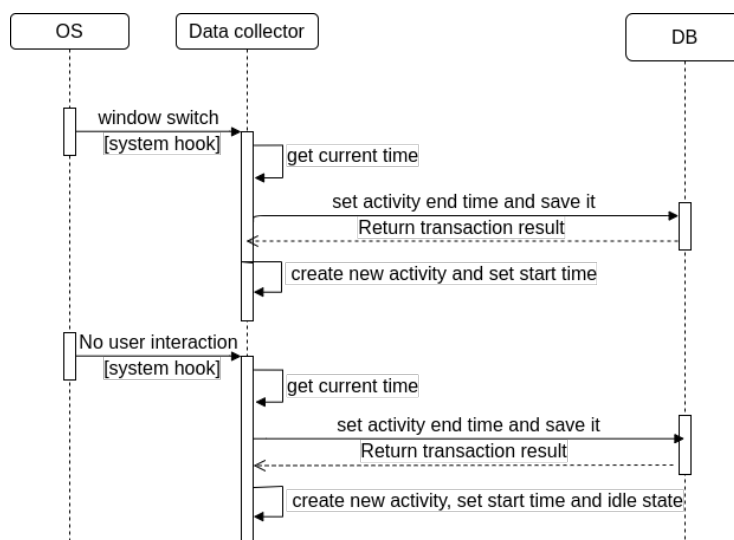 OS
Data collector
DB
window switch
[system hook]
get current time
set activity end time and save it
Return transaction result
create new activity and set start time
No user interaction
[system hook]
get current time
set activity end time and save it
Return transaction result
create new activity, set start time and idle state